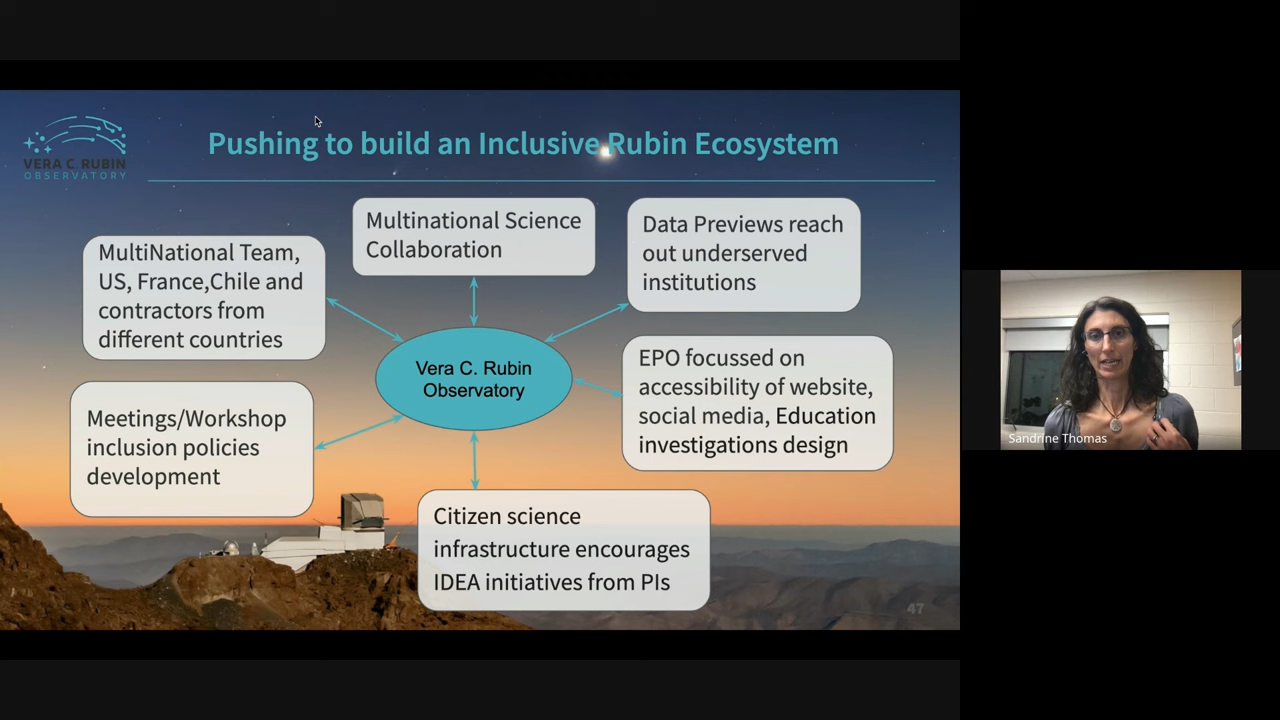 VERA C. RUBIN
OBSERVATORY
Pushing to build an Inclusive Rubin Ecosystem
MultiNational Team,
US, France,Chile and
contractors from
different countries
Multinational Science
Collaboration
Data Previews reach
out underserved
institutions
Vera C. Rubin
Observatory
EPO focussed on
accessibility of website,
social media, Education
investigations design
Meetings/Workshop
inclusion policies
development
Citizen science
infrastructure encourages
IDEA initiatives from PIs
47
Sandrine Thomas